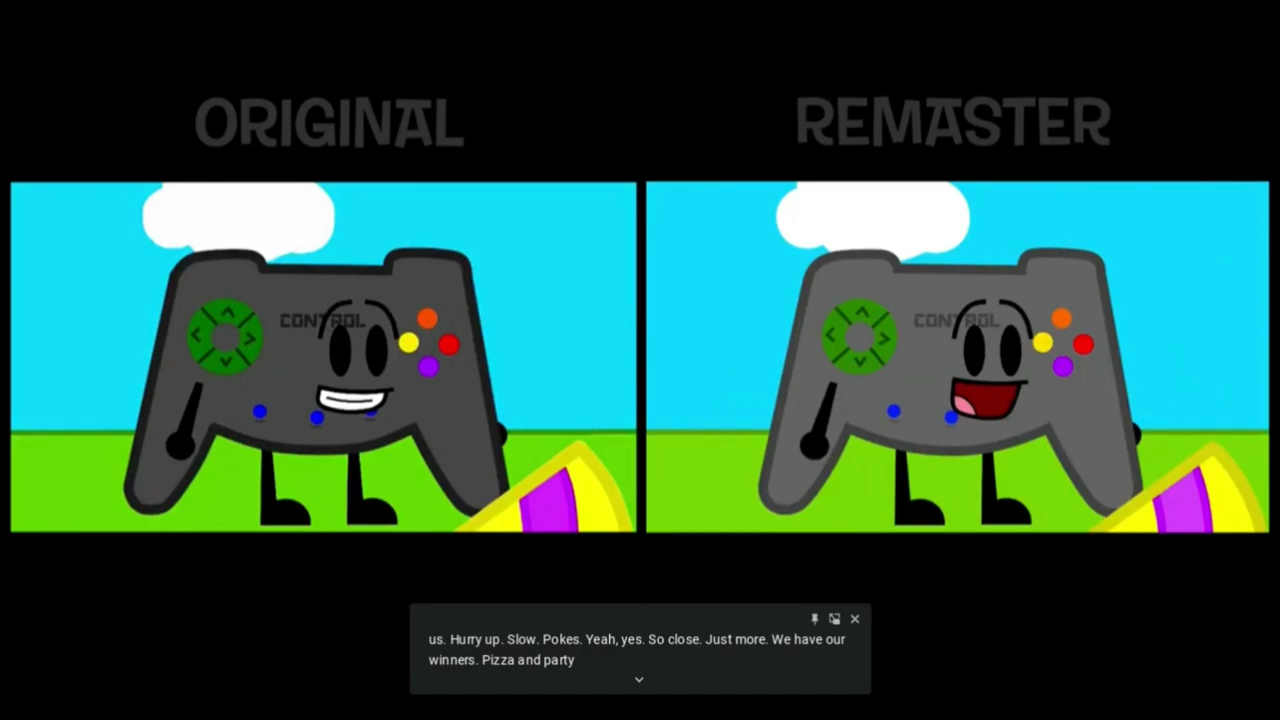 ORIGINAL
REMASTER
CONTROL
CONTROL
us. Hurry up. Slow. Pokes. Yeah, yes. So close. Just more. We have our
winners. Pizza and party